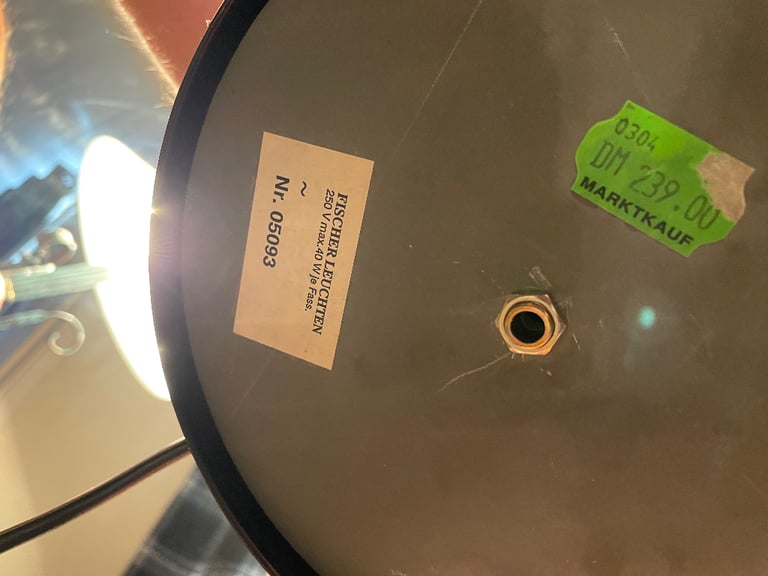 FISCHER LEUCHTEN
250 V max. 40 W je Fass.
~
Nr. 05093
0304
DM 239.00
MARKTKAUF